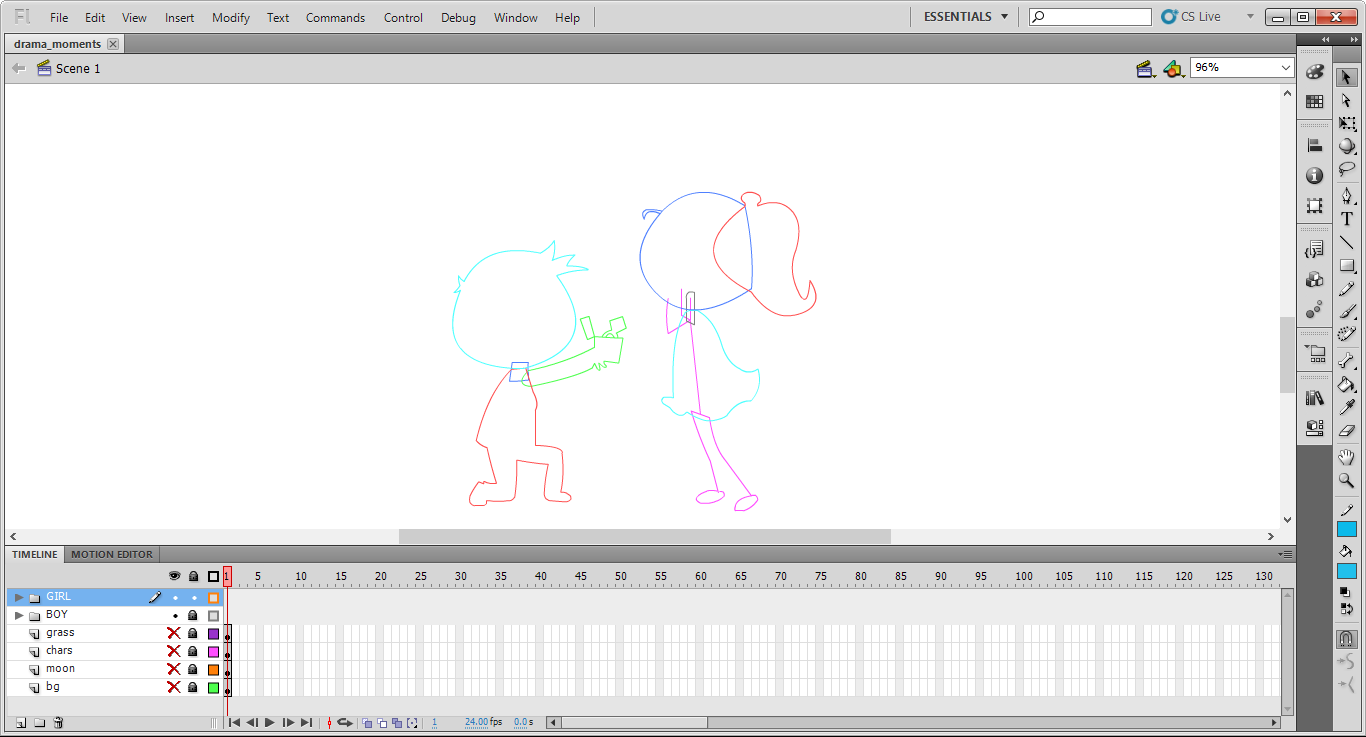 Fl File Edit View Insert Modify Text Commands Control Debug Window Help ESSENTIALS CS Live
drama_moments
Scene 1 96%
T
TIMELINE MOTION EDITOR
1 5 10 15 20 25 30 35 40 45 50 55 60 65 70 75 80 85 90 95 100 105 110 115 120 125 130
GIRL
BOY
grass
chars
moon
bg
1 24.00 fps 0.0 s